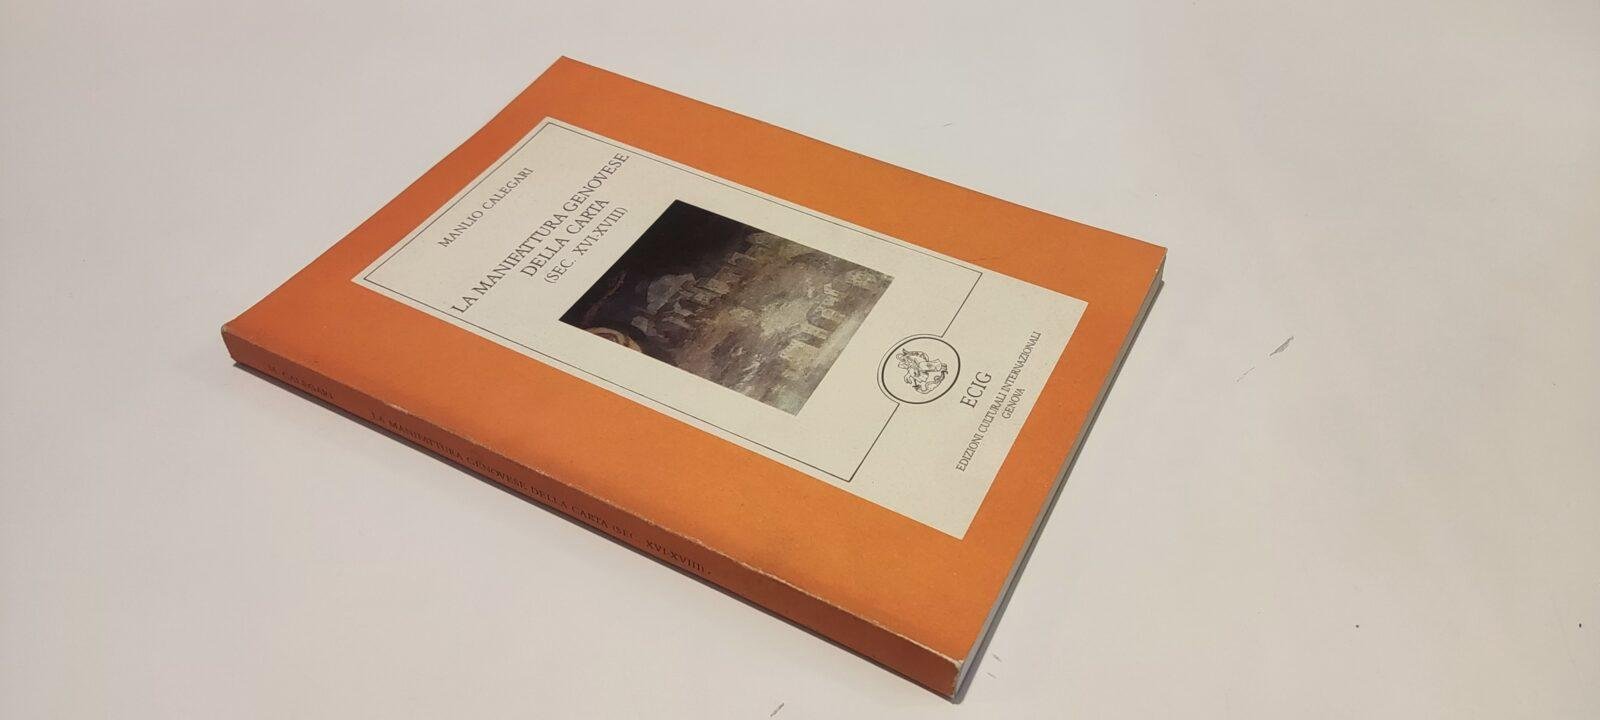 MANLIO CALEGARI
LA MANIFATTURA GENOVESE
DELLA CARTA
(SEC. XVI-XVIII)
ECIG
EDIZIONI CULTURALI INTERNAZIONALI
GENOVA
M. CALEGARI LA MANIFATTURA GENOVESE DELLA CARTA (SEC. XVI-XVIII)